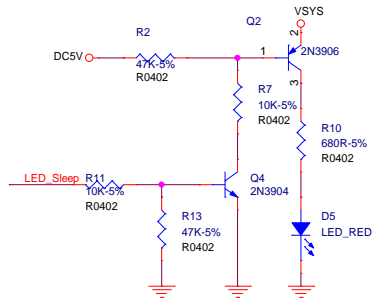 VSYS
Q2
R2
2
DC5V
1
2N3906
47K-5%
R0402
3
R7
10K-5%
R0402
R10
680R-5%
R0402
LED_Sleep
R11
10K-5%
R0402
Q4
2N3904
R13
47K-5%
R0402
D5
LED_RED